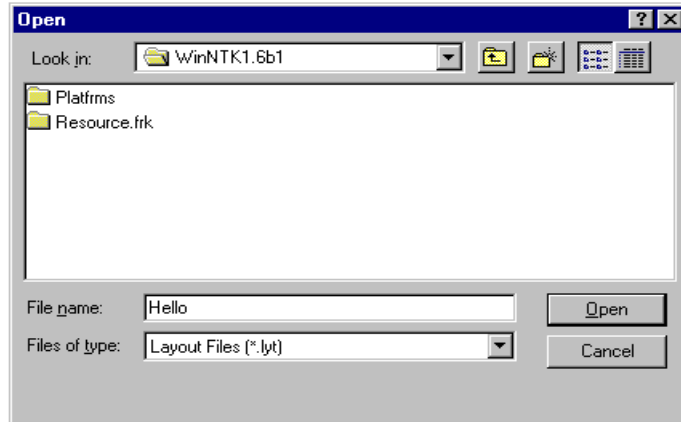 Open
Look in: WinNTK1.6b1
Platfrms
Resource.frk
File name: Hello Open
Files of type: Layout Files (*.lyt) Cancel